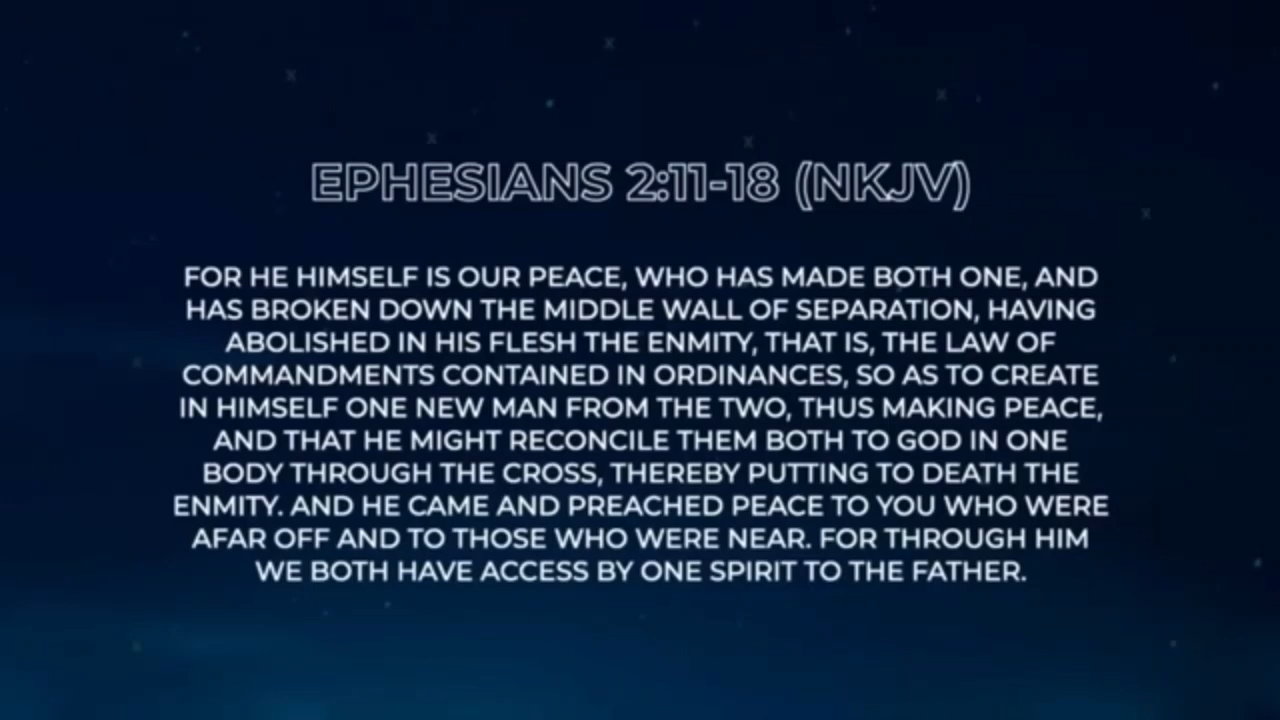 EPHESIANS 2:11-18 (NKJV)
FOR HE HIMSELF IS OUR PEACE, WHO HAS MADE BOTH ONE, AND
HAS BROKEN DOWN THE MIDDLE WALL OF SEPARATION, HAVING
ABOLISHED IN HIS FLESH THE ENMITY, THAT IS, THE LAW OF
COMMANDMENTS CONTAINED IN ORDINANCES, SO AS TO CREATE
IN HIMSELF ONE NEW MAN FROM THE TWO, THUS MAKING PEACE,
AND THAT HE MIGHT RECONCILE THEM BOTH TO GOD IN ONE
BODY THROUGH THE CROSS, THEREBY PUTTING TO DEATH THE
ENMITY. AND HE CAME AND PREACHED PEACE TO YOU WHO WERE
AFAR OFF AND TO THOSE WHO WERE NEAR. FOR THROUGH HIM
WE BOTH HAVE ACCESS BY ONE SPIRIT TO THE FATHER.